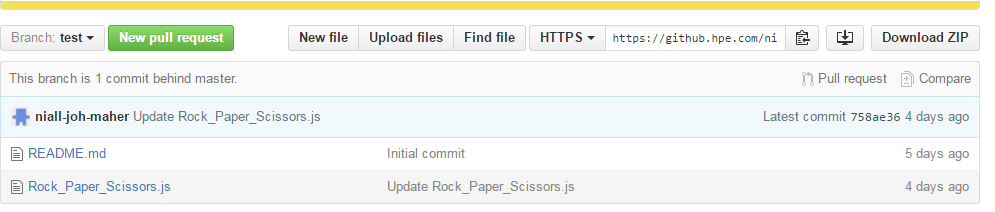 Branch: test New pull request New file Upload files Find file HTTPS https://github.hpe.com/ni Download ZIP
This branch is 1 commit behind master. Pull request Compare
niall-joh-maher Update Rock_Paper_Scissors.js Latest commit 758ae36 4 days ago
README.md Initial commit 5 days ago
Rock_Paper_Scissors.js Update Rock_Paper_Scissors.js 4 days ago